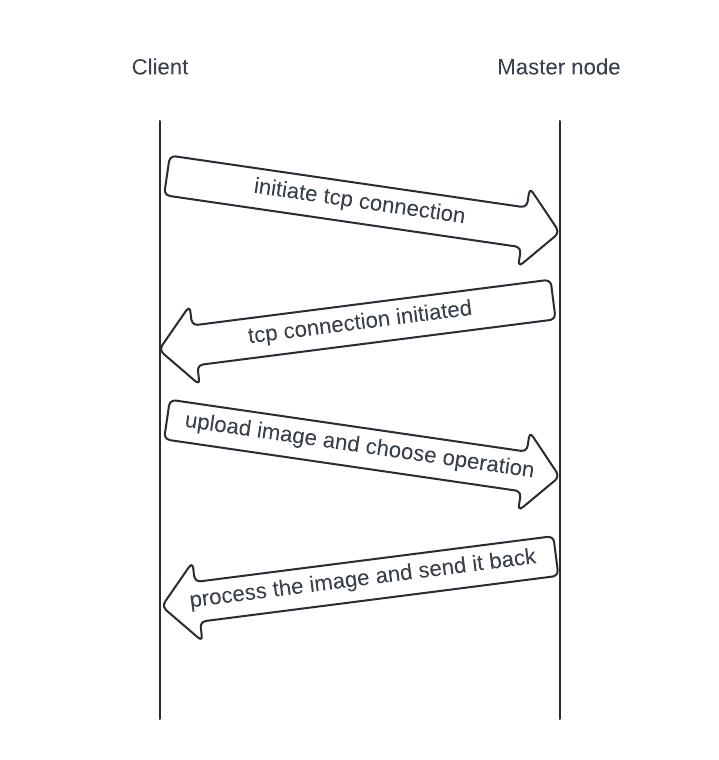 Client
Master node
initiate tcp connection
tcp connection initiated
upload image and choose operation
process the image and send it back